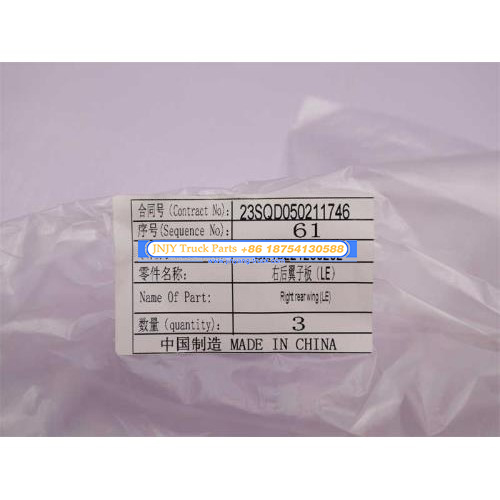 合同号(Contract No): 23SQD050211746
序号(Sequence No): 61
JNJY Truck Parts +86 18754130588
零件名称: 右后翼子板(LE)
Name Of Part: Right rear wing(LE)
数量(quantity): 3
中国制造 MADE IN CHINA